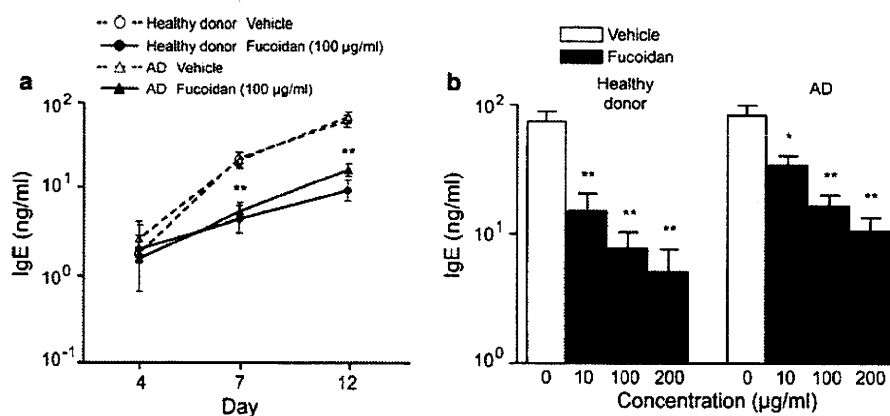 Healthy donor Vehicle
Healthy donor Fucoidan (100 µg/ml)
AD Vehicle
AD Fucoidan (100 µg/ml)
a
IgE (ng/ml)
10²
10¹
10⁰
10⁻¹
**
**
4 7 12
Day
Vehicle
Fucoidan
b
Healthy donor
AD
IgE (ng/ml)
10²
10¹
10⁰
** ** **
* ** **
0 10 100 200 0 10 100 200
Concentration (µg/ml)